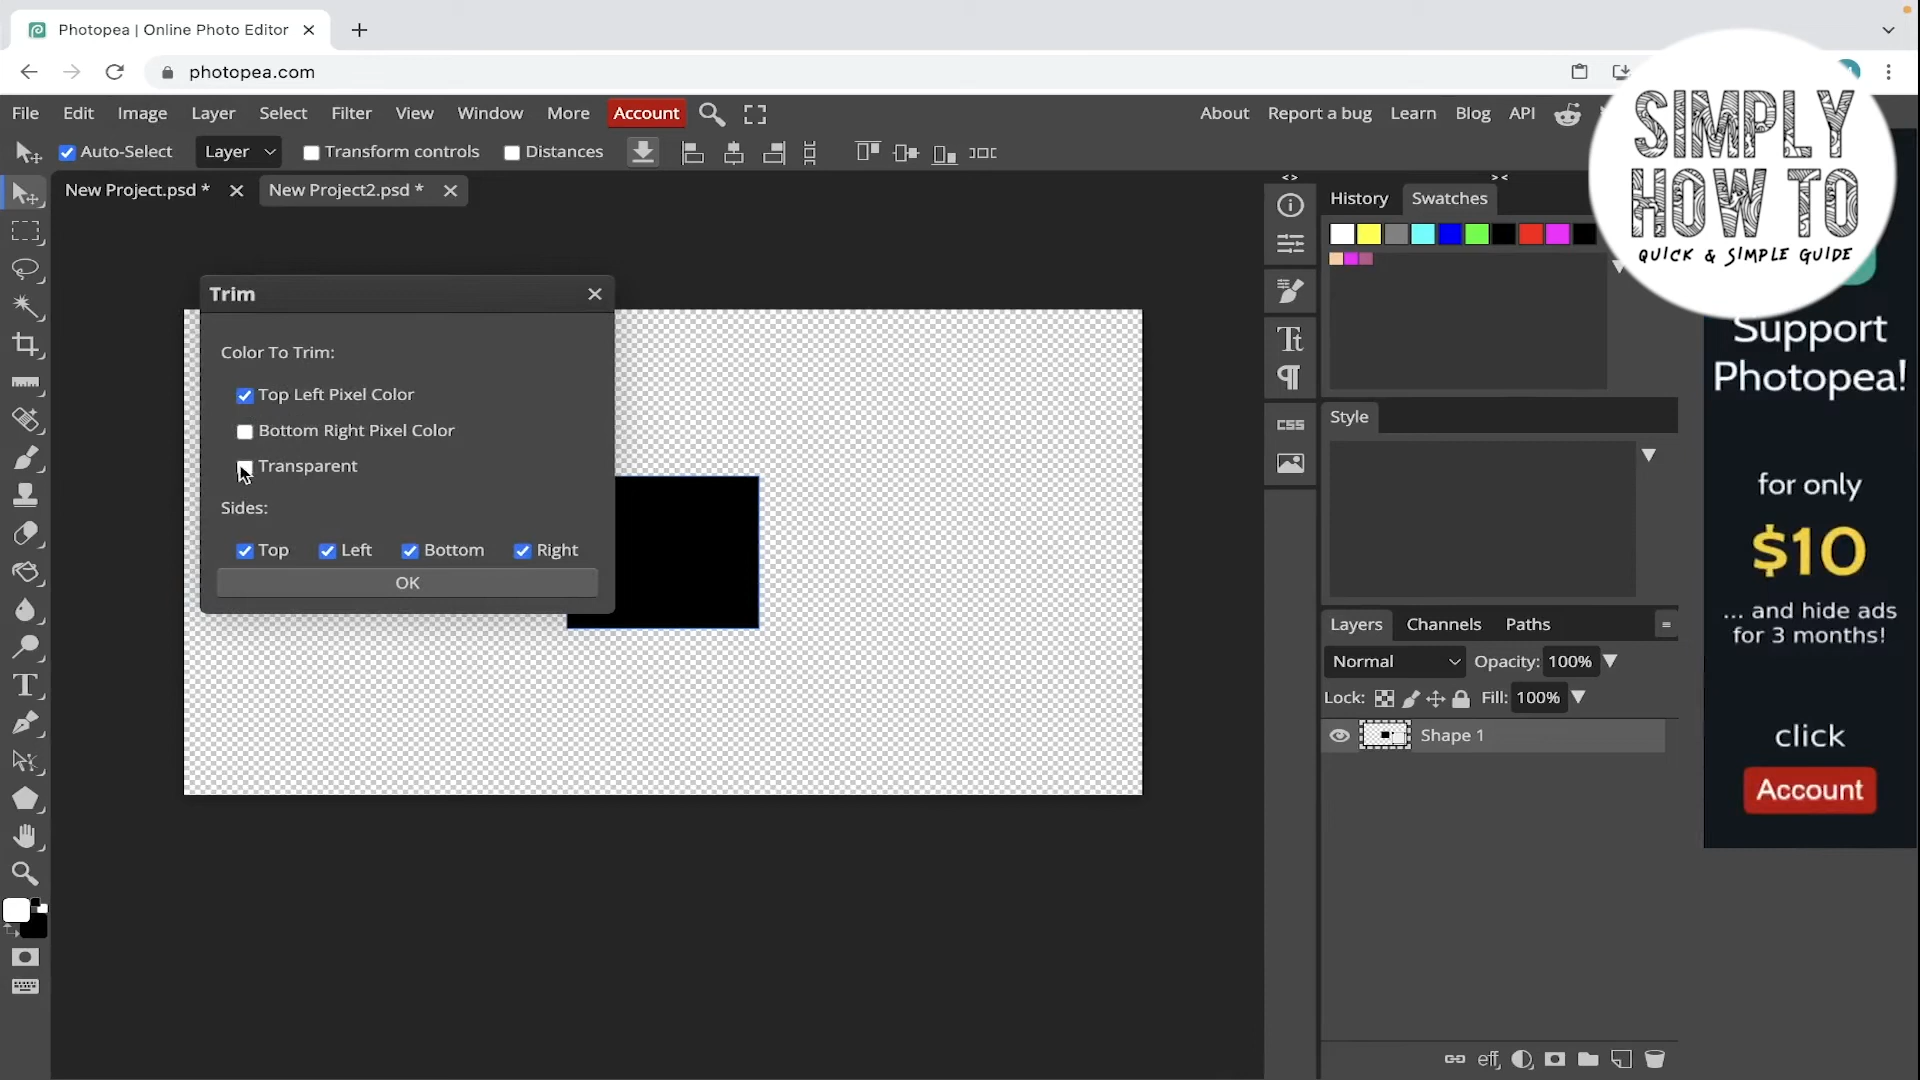 Photopea | Online Photo Editor
photopea.com
File Edit Image Layer Select Filter View Window More Account
About Report a bug Learn Blog API
Auto-Select Layer Transform controls Distances
New Project.psd * New Project2.psd *
Trim
Color To Trim:
Top Left Pixel Color
Bottom Right Pixel Color
Transparent
Sides:
Top Left Bottom Right
OK
T
Tt
CSS
History Swatches
Style
Layers Channels Paths
Normal Opacity: 100%
Lock: Fill: 100%
Shape 1
eff
SIMPLY
HOW TO
QUICK & SIMPLE GUIDE
Support
Photopea!
for only
$10
... and hide ads
for 3 months!
click
Account